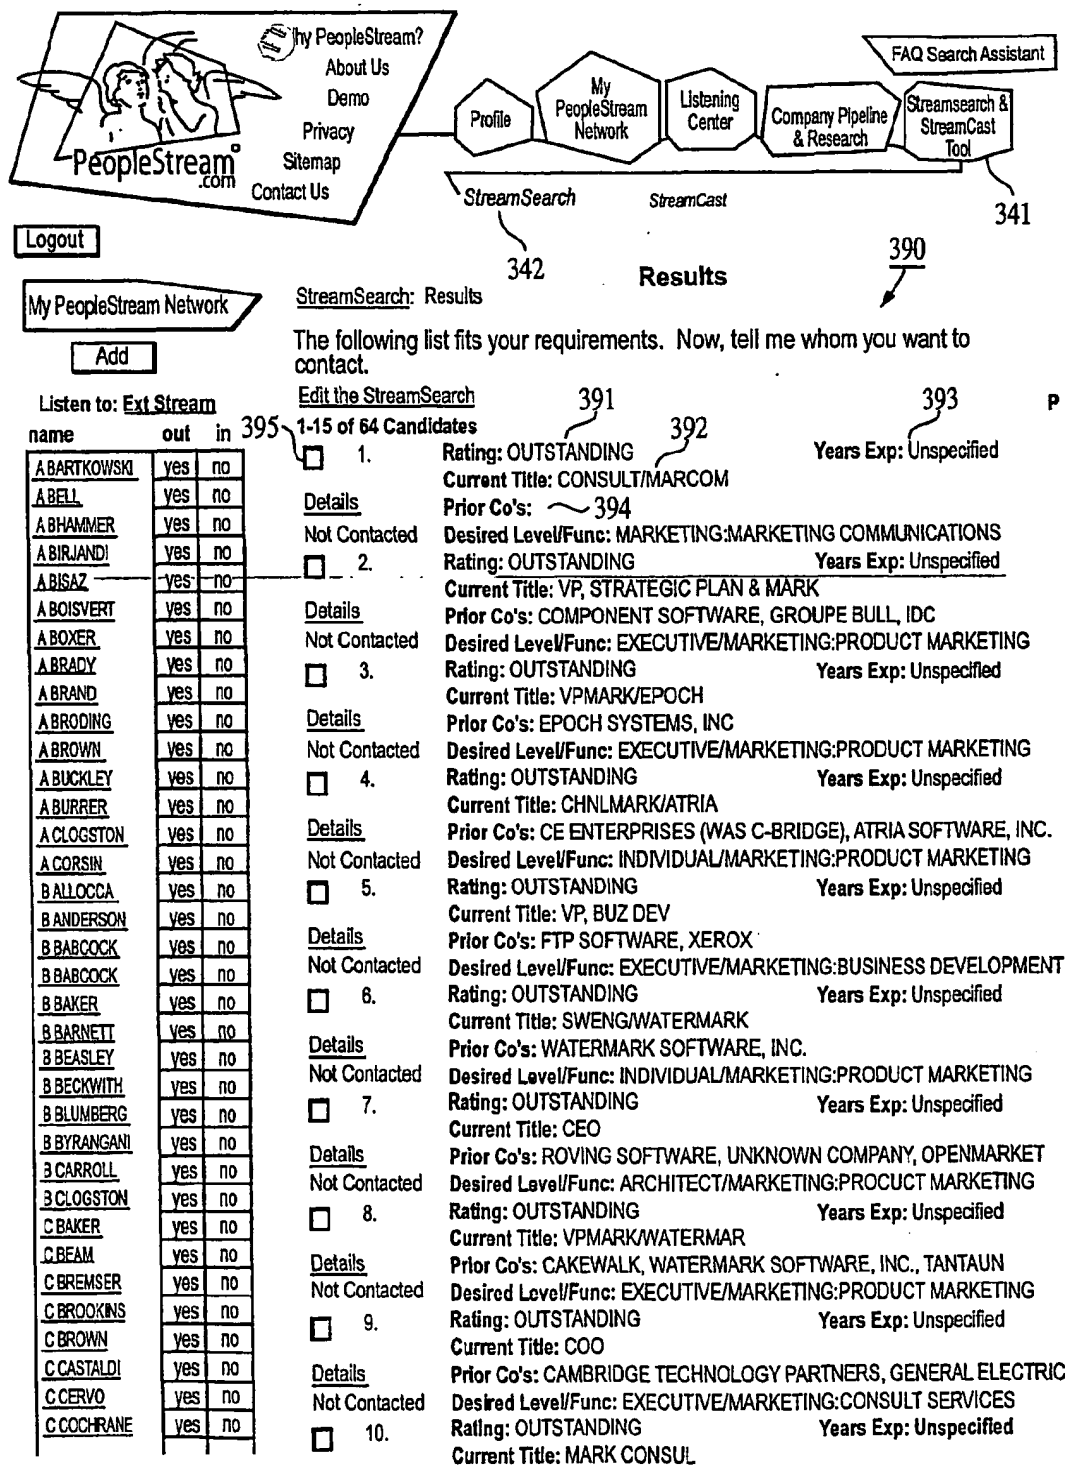 hy PeopleStream?
About Us
Demo
Privacy
Sitemap
Contact Us
PeopleStream
.com
FAQ Search Assistant
Profile
My PeopleStream Network
Listening Center
Company Pipeline & Research
Streamsearch & StreamCast Tool
StreamSearch
StreamCast
341
342
390
Logout
Results
My PeopleStream Network
StreamSearch: Results
Add
The following list fits your requirements. Now, tell me whom you want to
contact.
Edit the StreamSearch
391
393
P
Listen to: Ext Stream
1-15 of 64 Candidates
392
name out in
395
A BARTKOWSKI yes no
A BELL yes no
A BHAMMER yes no
A BIRJANDI yes no
A BISAZ yes no
A BOISVERT yes no
A BOXER yes no
A BRADY yes no
A BRAND yes no
A BRODING yes no
A BROWN yes no
A BUCKLEY yes no
A BURRER yes no
A CLOGSTON yes no
A CORSIN yes no
B ALLOCCA yes no
B ANDERSON yes no
B BABCOCK yes no
B BABCOCK yes no
B BAKER yes no
B BARNETT yes no
B BEASLEY yes no
B BECKWITH yes no
B BLUMBERG yes no
B BYRANGANI yes no
B CARROLL yes no
B CLOGSTON yes no
C BAKER yes no
C BEAM yes no
C BREMSER yes no
C BROOKINS yes no
C BROWN yes no
C CASTALDI yes no
C CERVO yes no
C COCHRANE yes no
1. Rating: OUTSTANDING Years Exp: Unspecified
Current Title: CONSULT/MARCOM
Details Prior Co's: 394
Not Contacted Desired Level/Func: MARKETING:MARKETING COMMUNICATIONS
2. Rating: OUTSTANDING Years Exp: Unspecified
Current Title: VP, STRATEGIC PLAN & MARK
Details Prior Co's: COMPONENT SOFTWARE, GROUPE BULL, IDC
Not Contacted Desired Level/Func: EXECUTIVE/MARKETING:PRODUCT MARKETING
3. Rating: OUTSTANDING Years Exp: Unspecified
Current Title: VPMARK/EPOCH
Details Prior Co's: EPOCH SYSTEMS, INC
Not Contacted Desired Level/Func: EXECUTIVE/MARKETING:PRODUCT MARKETING
4. Rating: OUTSTANDING Years Exp: Unspecified
Current Title: CHNLMARK/ATRIA
Details Prior Co's: CE ENTERPRISES (WAS C-BRIDGE), ATRIA SOFTWARE, INC.
Not Contacted Desired Level/Func: INDIVIDUAL/MARKETING:PRODUCT MARKETING
5. Rating: OUTSTANDING Years Exp: Unspecified
Current Title: VP, BUZ DEV
Details Prior Co's: FTP SOFTWARE, XEROX
Not Contacted Desired Level/Func: EXECUTIVE/MARKETING:BUSINESS DEVELOPMENT
6. Rating: OUTSTANDING Years Exp: Unspecified
Current Title: SWENG/WATERMARK
Details Prior Co's: WATERMARK SOFTWARE, INC.
Not Contacted Desired Level/Func: INDIVIDUAL/MARKETING:PRODUCT MARKETING
7. Rating: OUTSTANDING Years Exp: Unspecified
Current Title: CEO
Details Prior Co's: ROVING SOFTWARE, UNKNOWN COMPANY, OPENMARKET
Not Contacted Desired Level/Func: ARCHITECT/MARKETING:PROCUCT MARKETING
8. Rating: OUTSTANDING Years Exp: Unspecified
Current Title: VPMARK/WATERMAR
Details Prior Co's: CAKEWALK, WATERMARK SOFTWARE, INC., TANTAUN
Not Contacted Desired Level/Func: EXECUTIVE/MARKETING:PRODUCT MARKETING
9. Rating: OUTSTANDING Years Exp: Unspecified
Current Title: COO
Details Prior Co's: CAMBRIDGE TECHNOLOGY PARTNERS, GENERAL ELECTRIC
Not Contacted Desired Level/Func: EXECUTIVE/MARKETING:CONSULT SERVICES
10. Rating: OUTSTANDING Years Exp: Unspecified
Current Title: MARK CONSUL